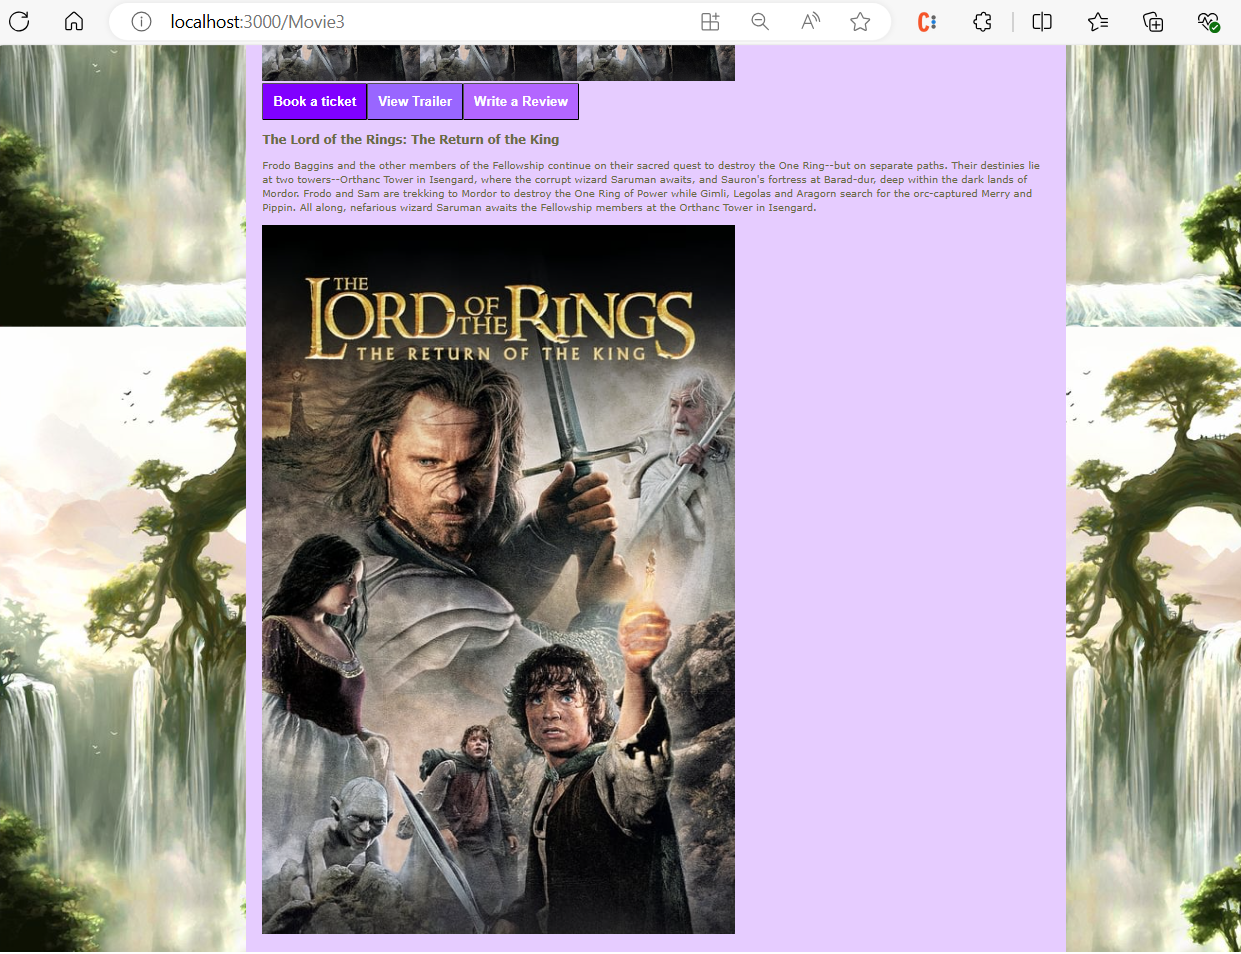 localhost:3000/Movie3
Book a ticket View Trailer Write a Review
The Lord of the Rings: The Return of the King
Frodo Baggins and the other members of the Fellowship continue on their sacred quest to destroy the One Ring--but on separate paths. Their destinies lie
at two towers--Orthanc Tower in Isengard, where the corrupt wizard Saruman awaits, and Sauron's fortress at Barad-dur, deep within the dark lands of
Mordor. Frodo and Sam are trekking to Mordor to destroy the One Ring of Power while Gimli, Legolas and Aragorn search for the orc-captured Merry and
Pippin. All along, nefarious wizard Saruman awaits the Fellowship members at the Orthanc Tower in Isengard.
THE
LORD OF THE RINGS
THE RETURN OF THE KING